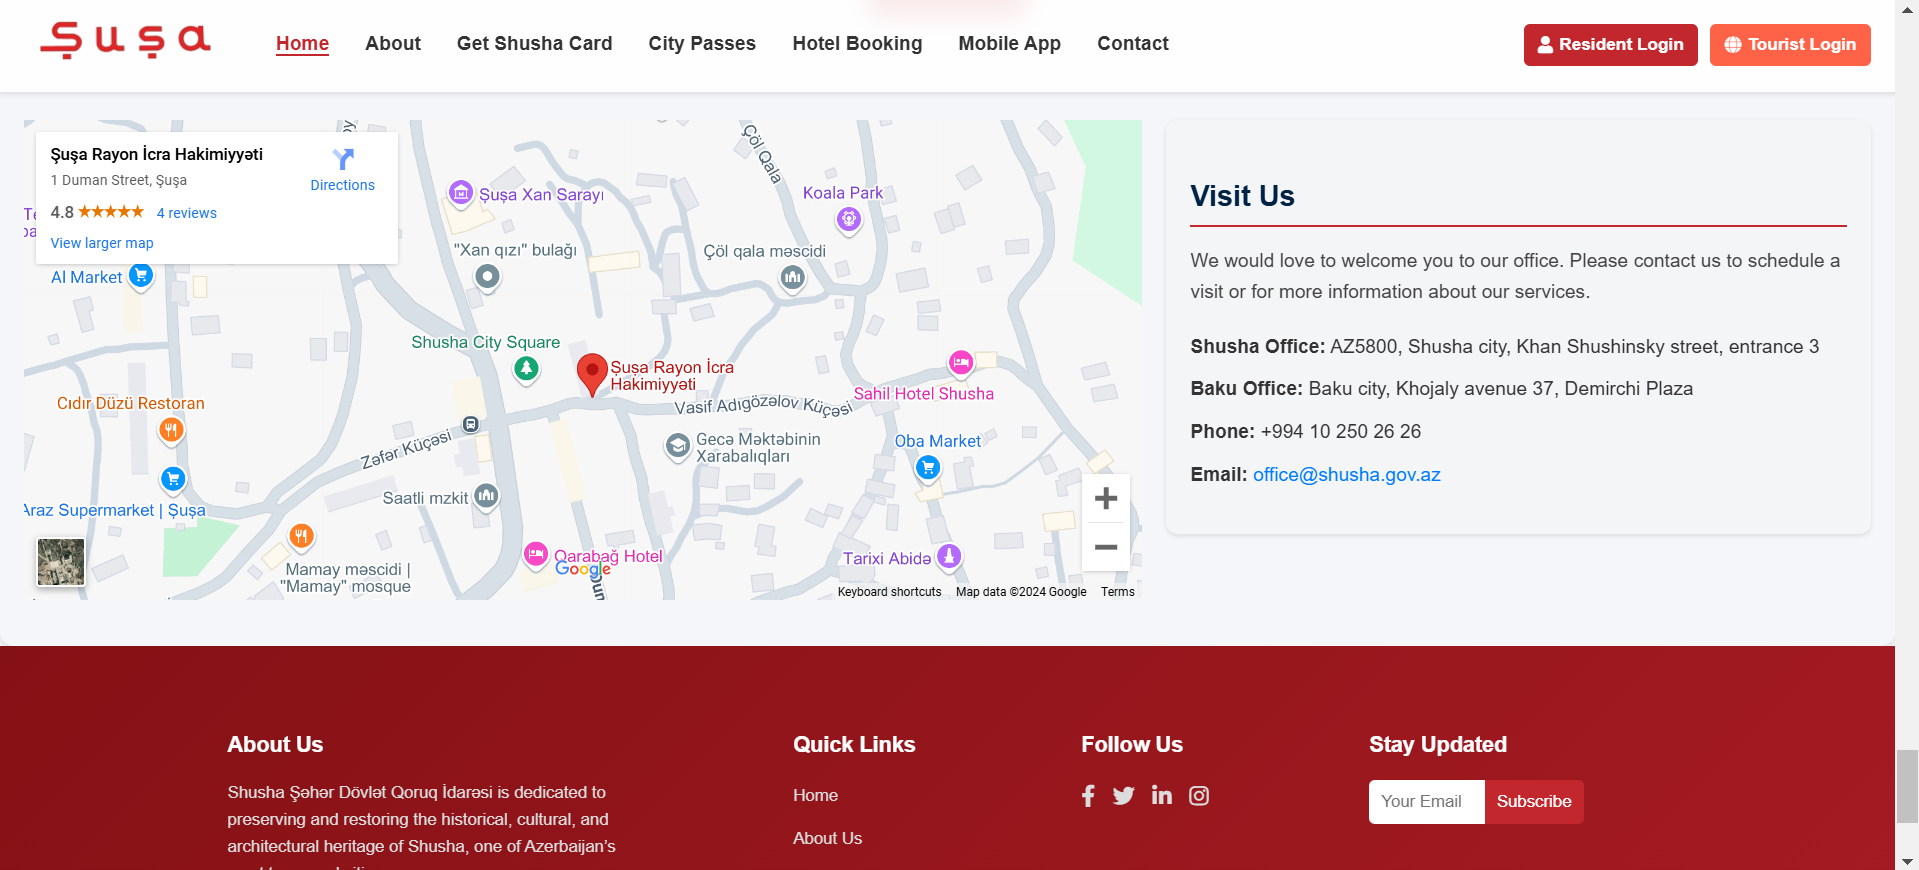 Şuşa
Home
About
Get Shusha Card
City Passes
Hotel Booking
Mobile App
Contact
Resident Login
Tourist Login
Şuşa Rayon İcra Hakimiyyəti
1 Duman Street, Şuşa
Directions
4.8
4 reviews
View larger map
Şuşa Xan Sarayı
Koala Park
Çöl Qala
"Xan qızı" bulağı
Çöl qala məscidi
Al Market
Shusha City Square
Şuşa Rayon İcra
Hakimiyyəti
Sahil Hotel Shusha
Cıdır Düzü Restoran
Vasif Adıgözəlov Küçəsi
Zəfər Küçəsi
Gecə Məktəbinin
Xarabalıqları
Oba Market
Saatli mzkit
Araz Supermarket | Şuşa
Qarabağ Hotel
Tarixi Abidə
Mamay məscidi |
"Mamay" mosque
Google
Keyboard shortcuts
Map data ©2024 Google
Terms
Visit Us
We would love to welcome you to our office. Please contact us to schedule a
visit or for more information about our services.
Shusha Office: AZ5800, Shusha city, Khan Shushinsky street, entrance 3
Baku Office: Baku city, Khojaly avenue 37, Demirchi Plaza
Phone: +994 10 250 26 26
Email: office@shusha.gov.az
About Us
Shusha Şəhər Dövlət Qoruq İdarəsi is dedicated to
preserving and restoring the historical, cultural, and
architectural heritage of Shusha, one of Azerbaijan’s
Quick Links
Home
About Us
Follow Us
Stay Updated
Your Email
Subscribe